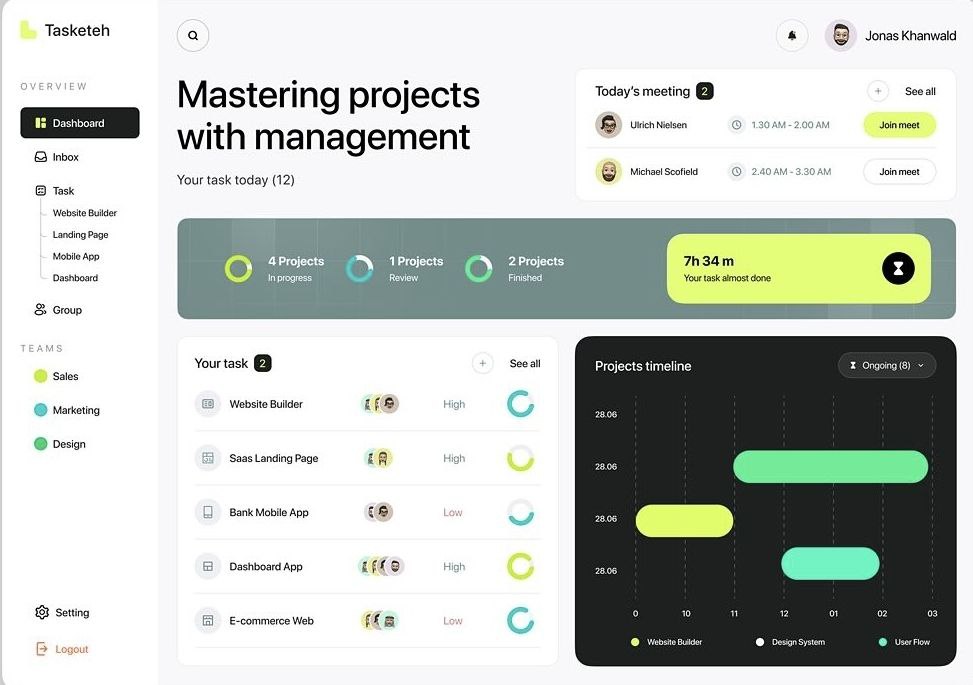 Tasketeh
Jonas Khanwald
OVERVIEW
Dashboard
Inbox
Task
Website Builder
Landing Page
Mobile App
Dashboard
Group
TEAMS
Sales
Marketing
Design
Setting
Logout
Mastering projects
with management
Your task today (12)
Today's meeting 2
+ See all
Ulrich Nielsen 1.30 AM - 2.00 AM Join meet
Michael Scofield 2.40 AM - 3.30 AM Join meet
4 Projects
In progress
1 Projects
Review
2 Projects
Finished
7h 34 m
Your task almost done
Your task 2
+ See all
Website Builder High
Saas Landing Page High
Bank Mobile App Low
Dashboard App High
E-commerce Web Low
Projects timeline
Ongoing (8)
28.06
28.06
28.06
28.06
0 10 11 12 01 02 03
Website Builder Design System User Flow